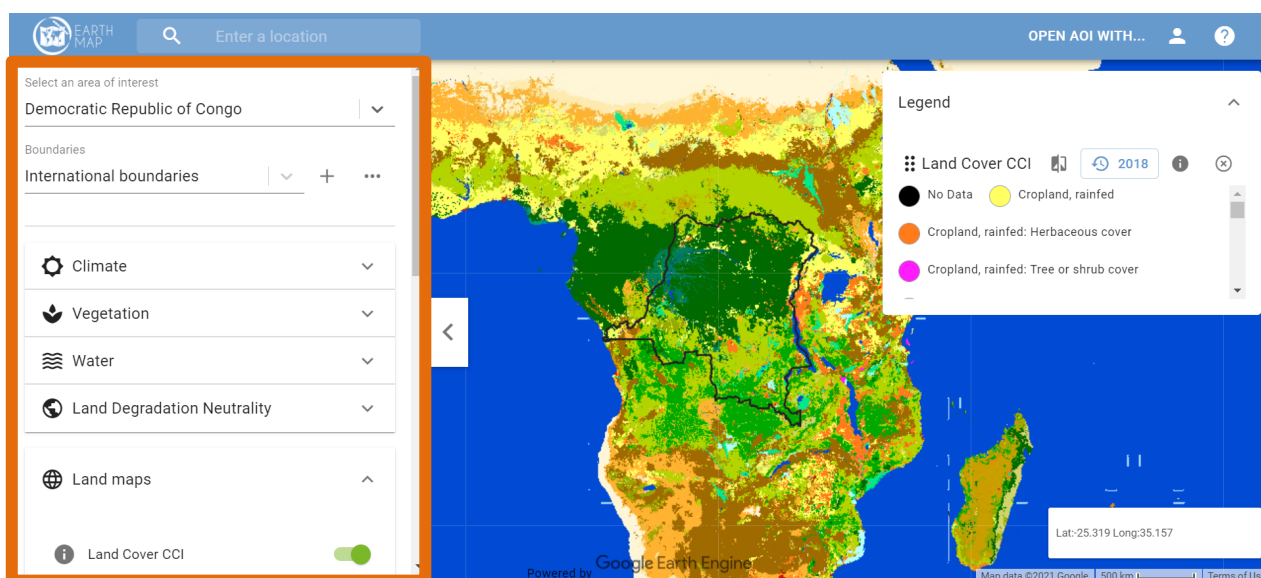 EARTH
MAP
Enter a location
OPEN AOI WITH...
Select an area of interest
Democratic Republic of Congo
Boundaries
International boundaries
Climate
Vegetation
Water
Land Degradation Neutrality
Land maps
Land Cover CCI
Legend
Land Cover CCI
2018
No Data
Cropland, rainfed
Cropland, rainfed: Herbaceous cover
Cropland, rainfed: Tree or shrub cover
Lat:-25.319 Long:35.157
Powered by Google Earth Engine
Map data ©2021 Google
500 km
Terms of Us